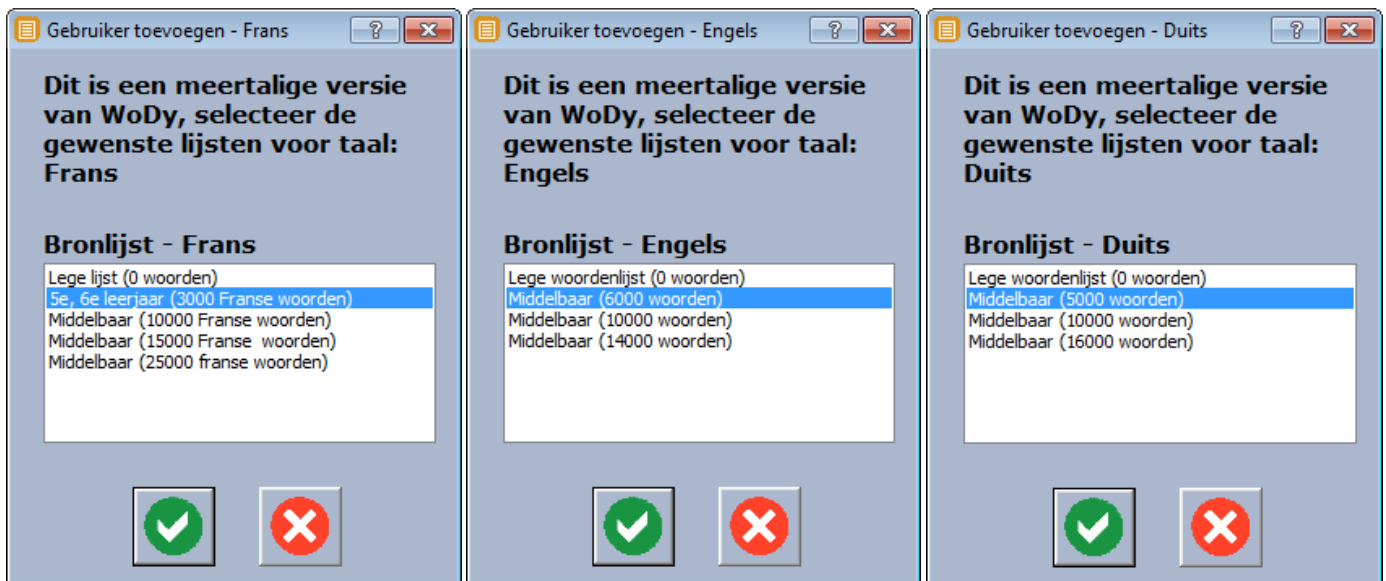 Gebruiker toevoegen - Frans
Dit is een meertalige versie
van WoDy, selecteer de
gewenste lijsten voor taal:
Frans
Bronlijst - Frans
Lege lijst (0 woorden)
5e, 6e leerjaar (3000 Franse woorden)
Middelbaar (10000 Franse woorden)
Middelbaar (15000 Franse  woorden)
Middelbaar (25000 franse woorden)
Gebruiker toevoegen - Engels
Dit is een meertalige versie
van WoDy, selecteer de
gewenste lijsten voor taal:
Engels
Bronlijst - Engels
Lege woordenlijst (0 woorden)
Middelbaar (6000 woorden)
Middelbaar (10000 woorden)
Middelbaar (14000 woorden)
Gebruiker toevoegen - Duits
Dit is een meertalige versie
van WoDy, selecteer de
gewenste lijsten voor taal:
Duits
Bronlijst - Duits
Lege woordenlijst (0 woorden)
Middelbaar (5000 woorden)
Middelbaar (10000 woorden)
Middelbaar (16000 woorden)